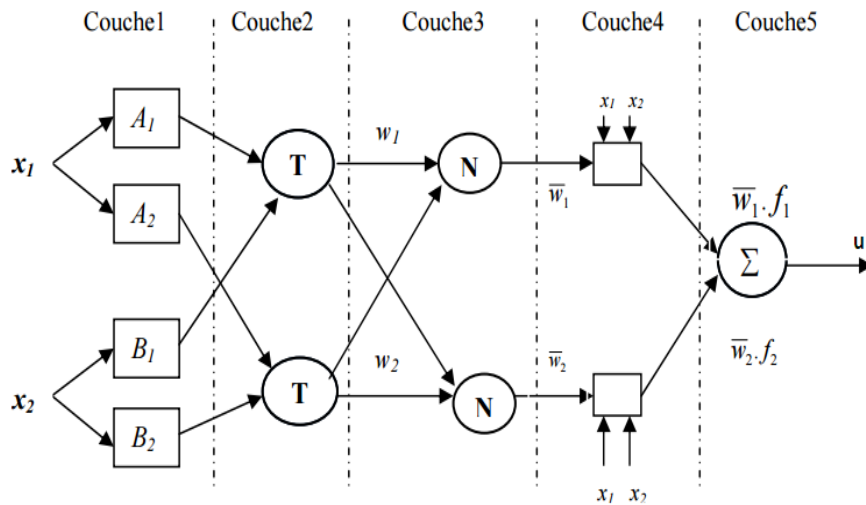 Couche1 Couche2 Couche3 Couche4 Couche5
x₁ x₂
A₁
w₁
T
N
x₁
w̅₁
w̅₁.f₁
A₂
u
Σ
B₁
w₂
w̅₂
w̅₂.f₂
T
x₂
N
B₂
x₁ x₂